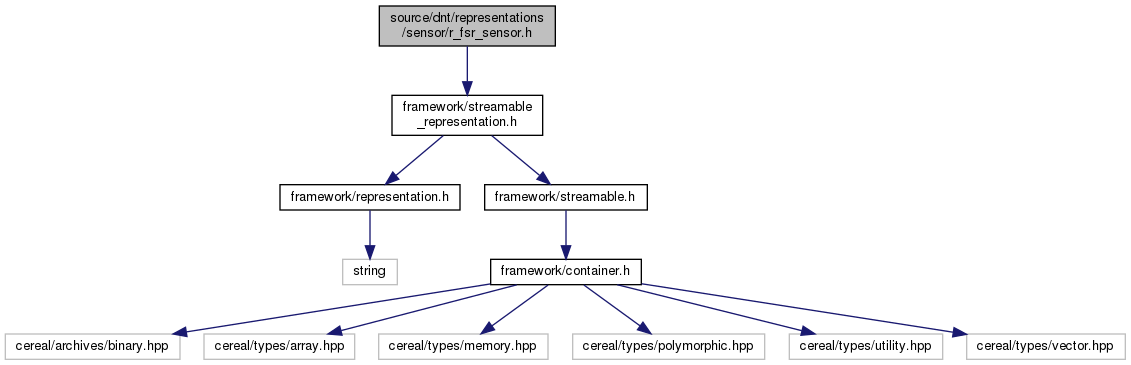 source/dnt/representations
/sensor/r_fsr_sensor.h
framework/streamable
_representation.h
framework/representation.h
framework/streamable.h
string
framework/container.h
cereal/archives/binary.hpp
cereal/types/array.hpp
cereal/types/memory.hpp
cereal/types/polymorphic.hpp
cereal/types/utility.hpp
cereal/types/vector.hpp